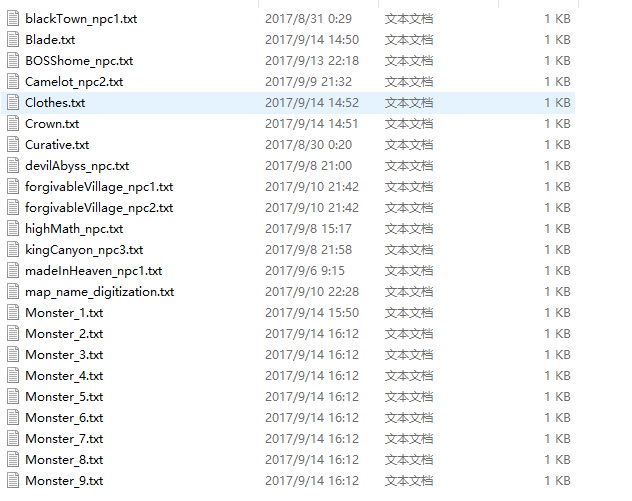 blackTown_npc1.txt 2017/8/31 0:29 文本文档 1 KB
Blade.txt 2017/9/14 14:50 文本文档 1 KB
BOSShome_npc.txt 2017/9/13 22:18 文本文档 1 KB
Camelot_npc2.txt 2017/9/9 21:32 文本文档 1 KB
Clothes.txt 2017/9/14 14:52 文本文档 1 KB
Crown.txt 2017/9/14 14:51 文本文档 1 KB
Curative.txt 2017/8/30 0:20 文本文档 1 KB
devilAbyss_npc.txt 2017/9/8 21:00 文本文档 1 KB
forgivableVillage_npc1.txt 2017/9/10 21:42 文本文档 1 KB
forgivableVillage_npc2.txt 2017/9/10 21:42 文本文档 1 KB
highMath_npc.txt 2017/9/8 15:17 文本文档 1 KB
kingCanyon_npc3.txt 2017/9/8 21:58 文本文档 1 KB
madeInHeaven_npc1.txt 2017/9/6 9:15 文本文档 1 KB
map_name_digitization.txt 2017/9/10 22:28 文本文档 1 KB
Monster_1.txt 2017/9/14 15:50 文本文档 1 KB
Monster_2.txt 2017/9/14 16:12 文本文档 1 KB
Monster_3.txt 2017/9/14 16:12 文本文档 1 KB
Monster_4.txt 2017/9/14 16:12 文本文档 1 KB
Monster_5.txt 2017/9/14 16:12 文本文档 1 KB
Monster_6.txt 2017/9/14 16:12 文本文档 1 KB
Monster_7.txt 2017/9/14 16:12 文本文档 1 KB
Monster_8.txt 2017/9/14 16:12 文本文档 1 KB
Monster_9.txt 2017/9/14 16:12 文本文档 1 KB